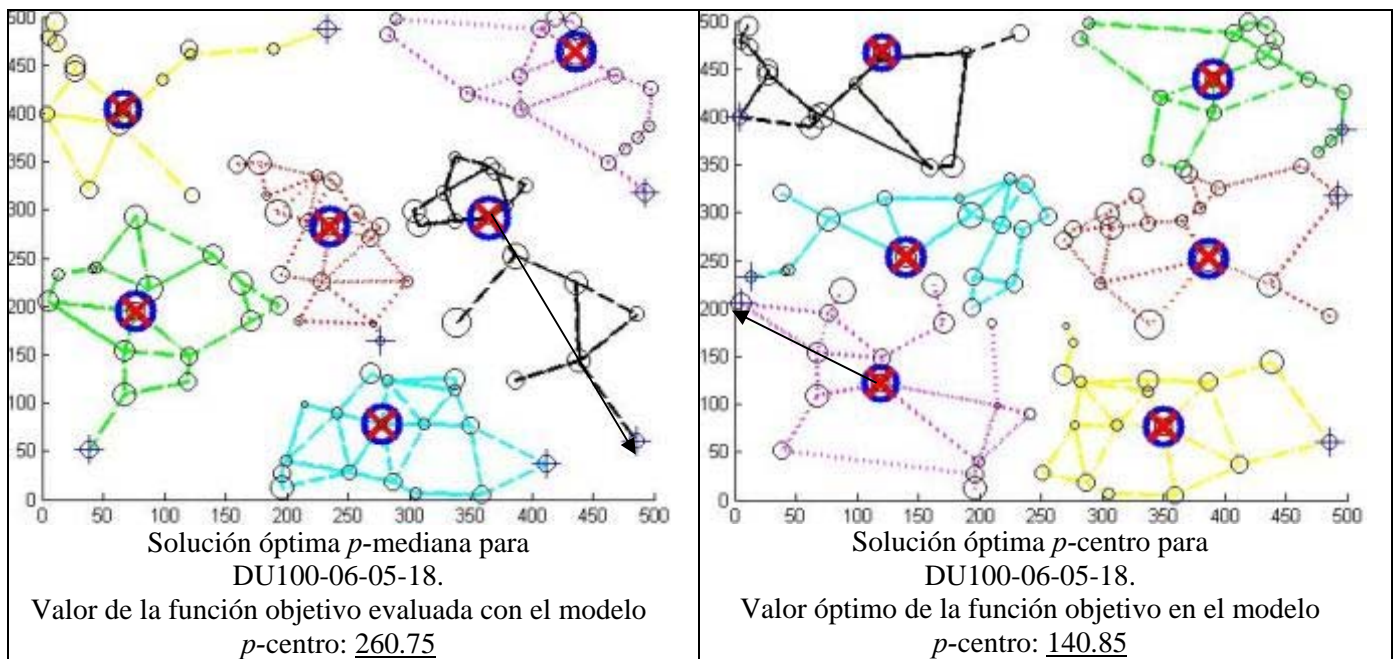 500
450
400
350
300
250
200
150
100
50
0
0 50 100 150 200 250 300 350 400 450 500
Solución óptima p-mediana para
DU100-06-05-18.
Valor de la función objetivo evaluada con el modelo
p-centro: 260.75
500
450
400
350
300
250
200
150
100
50
0
0 50 100 150 200 250 300 350 400 450 500
Solución óptima p-centro para
DU100-06-05-18.
Valor óptimo de la función objetivo en el modelo
p-centro: 140.85